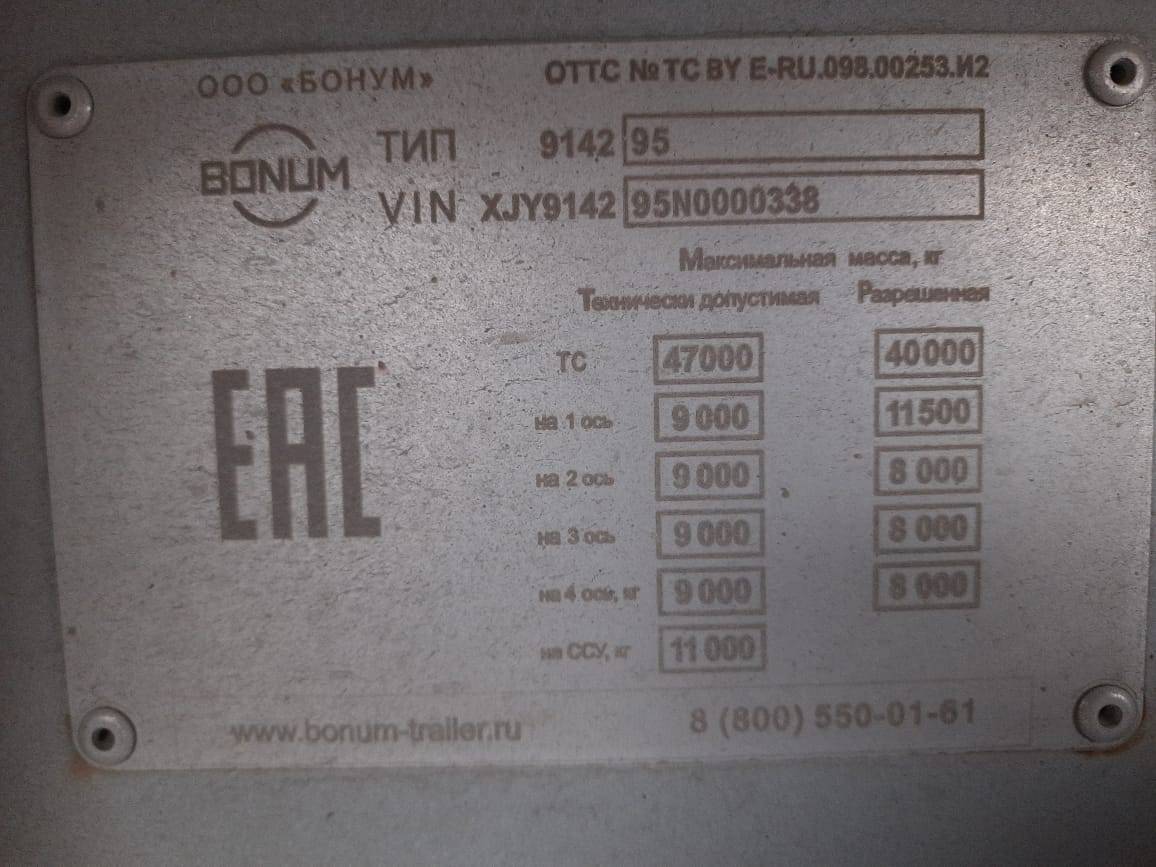 ООО «БОНУМ» ОТТС № ТС BY E-RU.098.00253.И2
BONUM
ТИП 9142 95
VIN XJY9142 95N0000338
Максимальная масса, кг
Технически допустимая Разрешенная
ТС 47000 40000
на 1 ось 9 000 11500
на 2 ось 9 000 8 000
на 3 ось 9 000 8 000
на 4 ось, кг 9 000 8 000
на ССУ, кг 11 000
EAC
www.bonum-trailer.ru 8 (800) 550-01-61